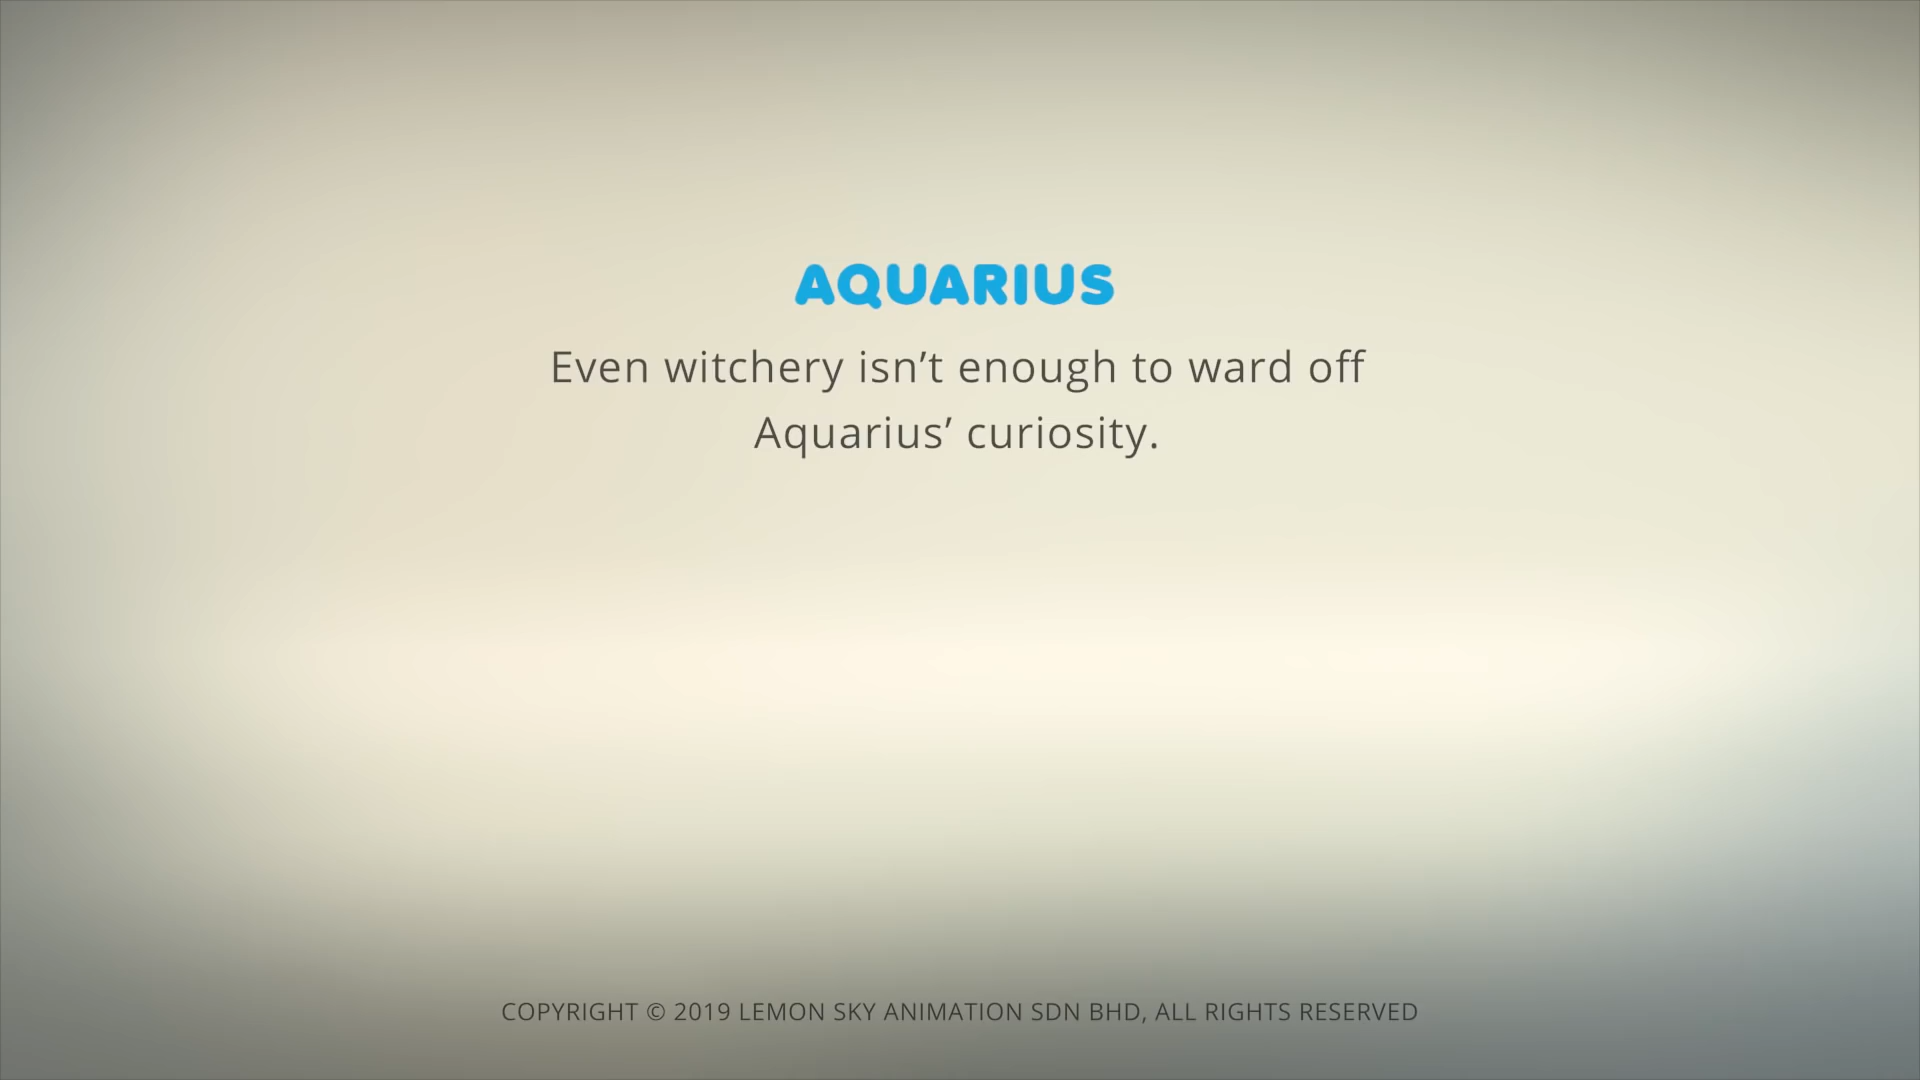 AQUARIUS
Even witchery isn’t enough to ward off
Aquarius’ curiosity.
COPYRIGHT © 2019 LEMON SKY ANIMATION SDN BHD, ALL RIGHTS RESERVED